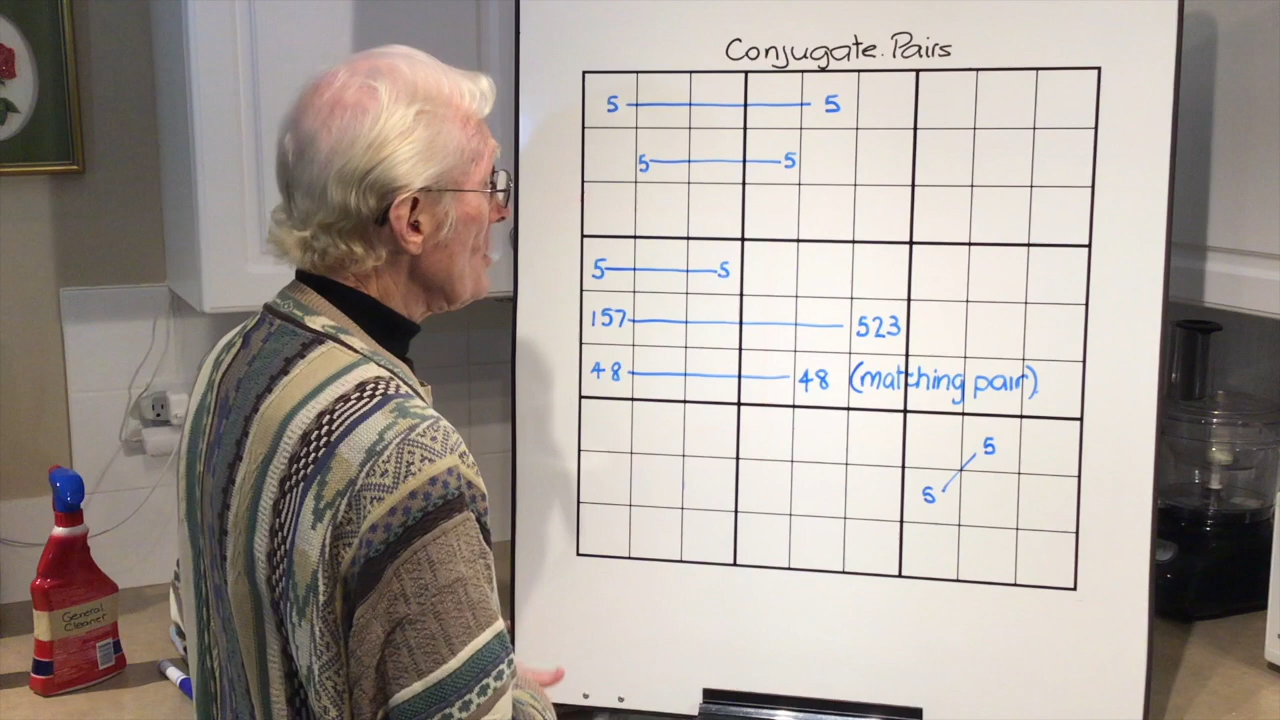 Conjugate. Pairs
5 5
5 5
5 5
157 523
48 48 (matching pair)
5
5
General
Cleaner